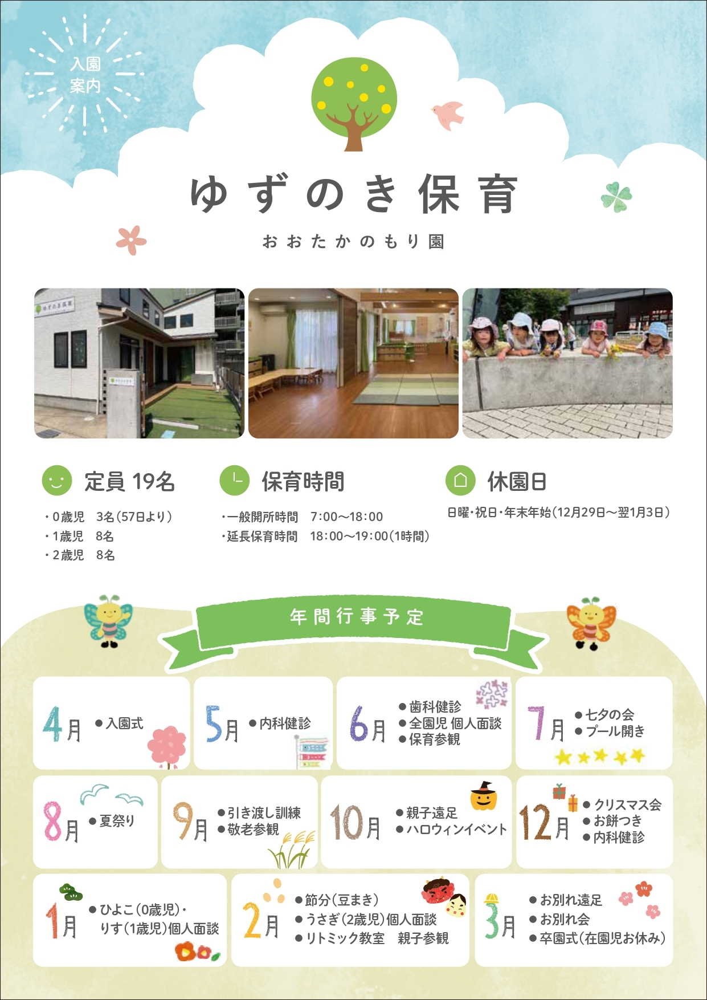 入園
案内
ゆずのき保育
おおたかのもり園
ゆずのき保育
定員 19名
・0歳児　3名（57日より）
・1歳児　8名
・2歳児　8名
保育時間
・一般開所時間　7：00～18：00
・延長保育時間　18：00～19：00（1時間）
休園日
日曜・祝日・年末年始（12月29日～翌1月3日）
年間行事予定
4月
●入園式
5月
●内科健診
6月
●歯科健診
●全園児 個人面談
●保育参観
7月
●七夕の会
●プール開き
8月
●夏祭り
9月
●引き渡し訓練
●敬老参観
10月
●親子遠足
●ハロウィンイベント
12月
●クリスマス会
●お餅つき
●内科健診
1月
●ひよこ（0歳児）・
りす（1歳児）個人面談
2月
●節分（豆まき）
●うさぎ（2歳児）個人面談
●リトミック教室　親子参観
3月
●お別れ遠足
●お別れ会
●卒園式（在園児お休み）